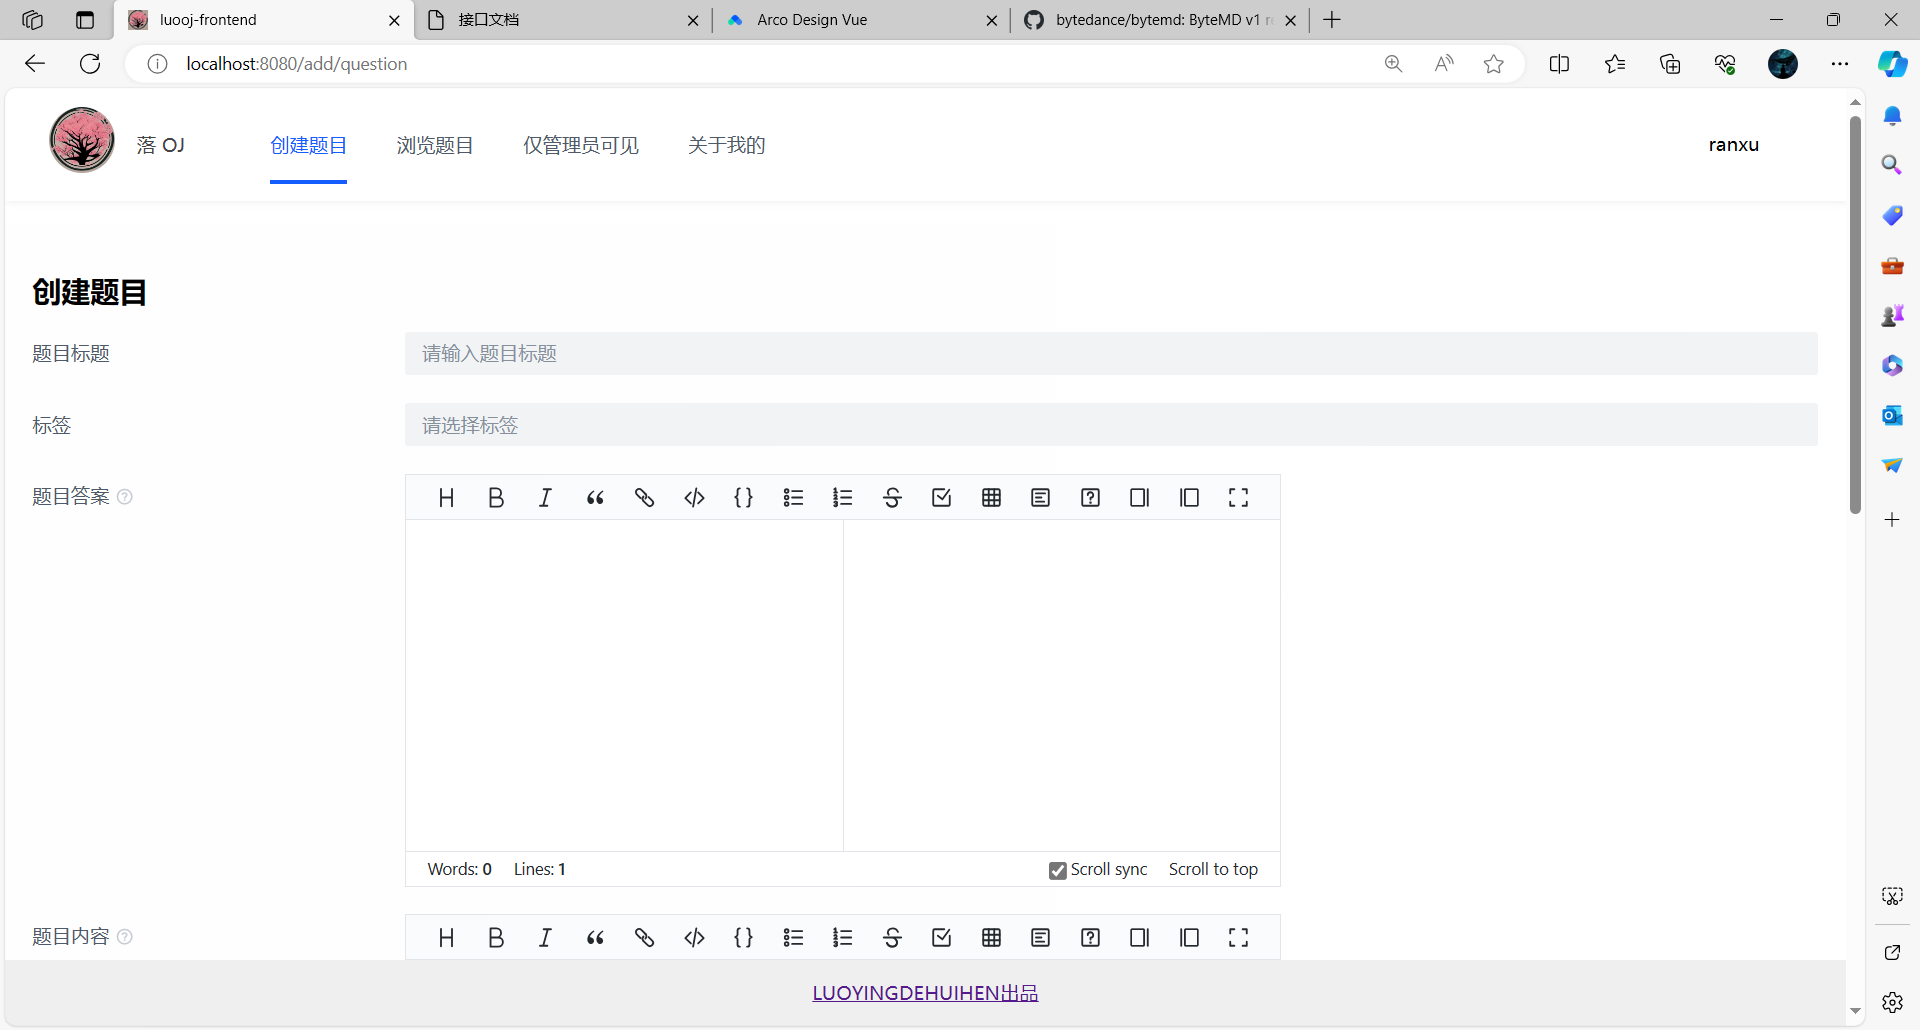 luooj-frontend
接口文档
Arco Design Vue
bytedance/bytemd: ByteMD v1 r
localhost:8080/add/question
落 OJ
创建题目
浏览题目
仅管理员可见
关于我的
ranxu
创建题目
题目标题
请输入题目标题
标签
请选择标签
题目答案
Words: 0
Lines: 1
Scroll sync
Scroll to top
题目内容
LUOYINGDEHUIHEN出品